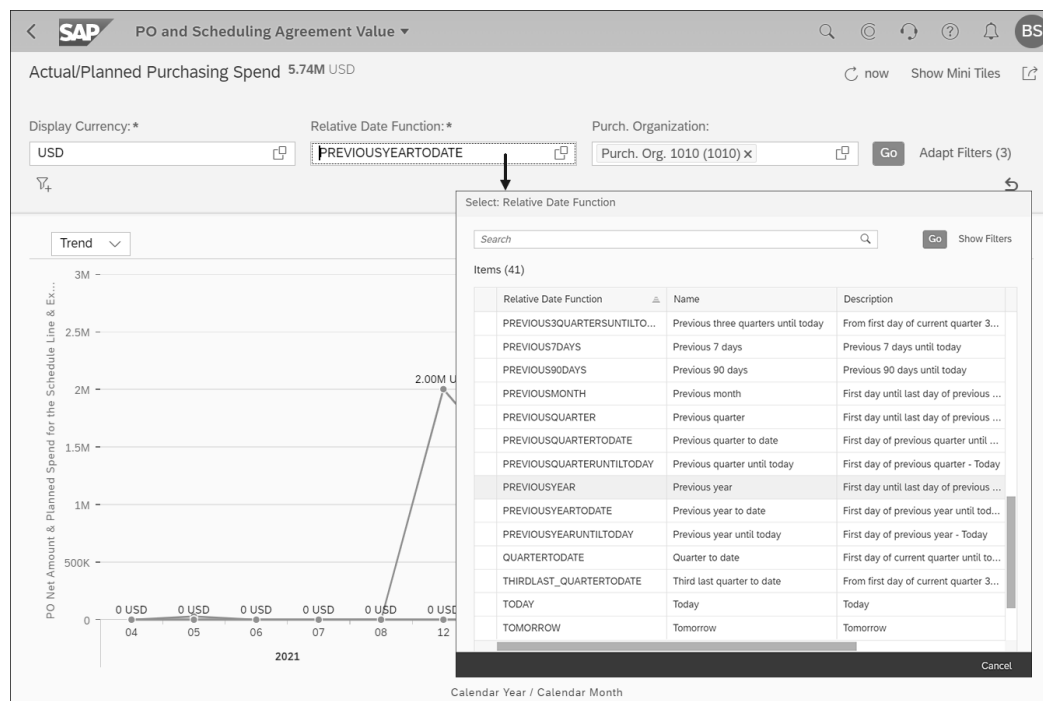 SAP PO and Scheduling Agreement Value BS
Actual/Planned Purchasing Spend 5.74M USD now Show Mini Tiles
Display Currency:* Relative Date Function:* Purch. Organization:
USD PREVIOUSYEARTODATE Purch. Org. 1010 (1010) Go Adapt Filters (3)
Select: Relative Date Function
Search Go Show Filters
Items (41)
Relative Date Function Name Description
PREVIOUS3QUARTERSUNTILTO... Previous three quarters until today From first day of current quarter 3...
PREVIOUS7DAYS Previous 7 days Previous 7 days until today
PREVIOUS90DAYS Previous 90 days Previous 90 days until today
PREVIOUSMONTH Previous month First day until last day of previous ...
PREVIOUSQUARTER Previous quarter First day until last day of previous ...
PREVIOUSQUARTERTODATE Previous quarter to date First day of previous quarter until ...
PREVIOUSQUARTERUNTILTODAY Previous quarter until today First day of previous quarter - Today
PREVIOUSYEAR Previous year First day until last day of previous ...
PREVIOUSYEARTODATE Previous year to date First day of previous year until tod...
PREVIOUSYEARUNTILTODAY Previous year until today First day of previous year - Today
QUARTERTODATE Quarter to date First day of current quarter until to...
THIRDLAST_QUARTERTODATE Third last quarter to date From first day of current quarter 3...
TODAY Today Today
TOMORROW Tomorrow Tomorrow
Cancel
Trend
PO Net Amount & Planned Spend for the Schedule Line & Ex...
3M
2.5M
2M
1.5M
1M
500K
0
2.00M U
0 USD 0 USD 0 USD 0 USD 0 USD 0 USD
04 05 06 07 08 12
2021
Calendar Year / Calendar Month